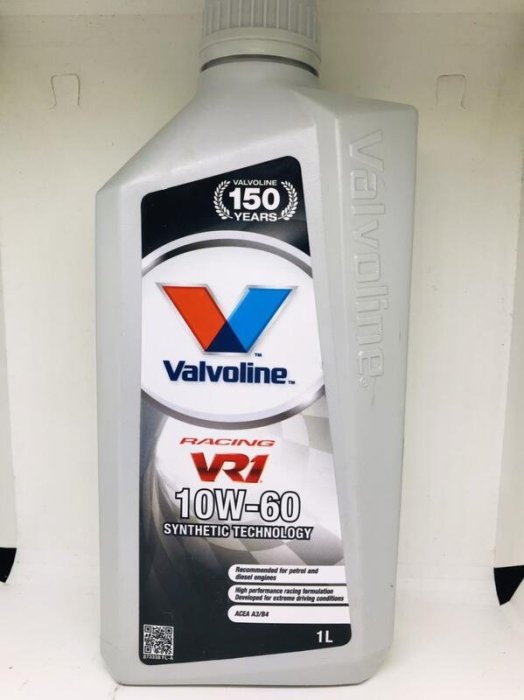 VALVOLINE
150
YEARS
Valvoline™
RACING
VR1
10W-60
SYNTHETIC TECHNOLOGY
Recommended for petrol and
diesel engines
High performance racing formulation
Developed for extreme driving conditions
ACEA A3/B4
1L
Valvoline